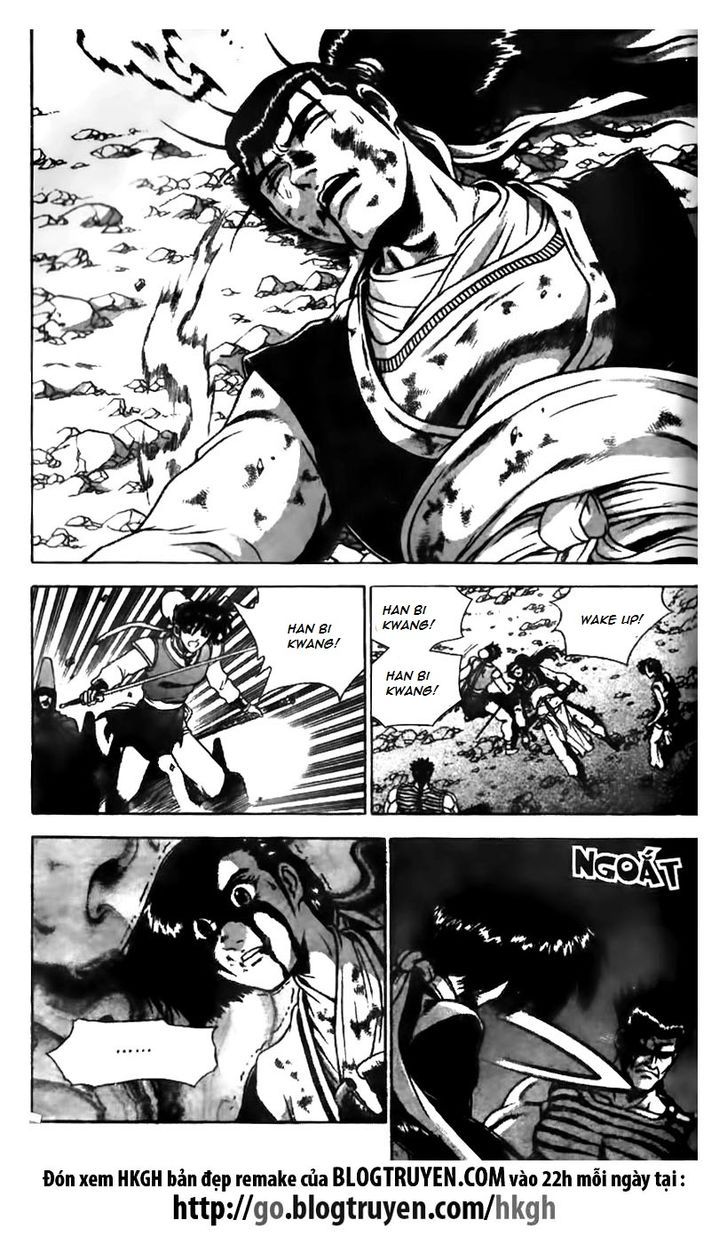 HAN BI
KWANG!
HAN BI
KWANG!
HAN BI
KWANG!
WAKE UP!
......
NGOẮT
Đón xem HKGH bản đẹp remake của BLOGTRUYEN.COM vào 22h mỗi ngày tại :
http://go.blogtruyen.com/hkgh